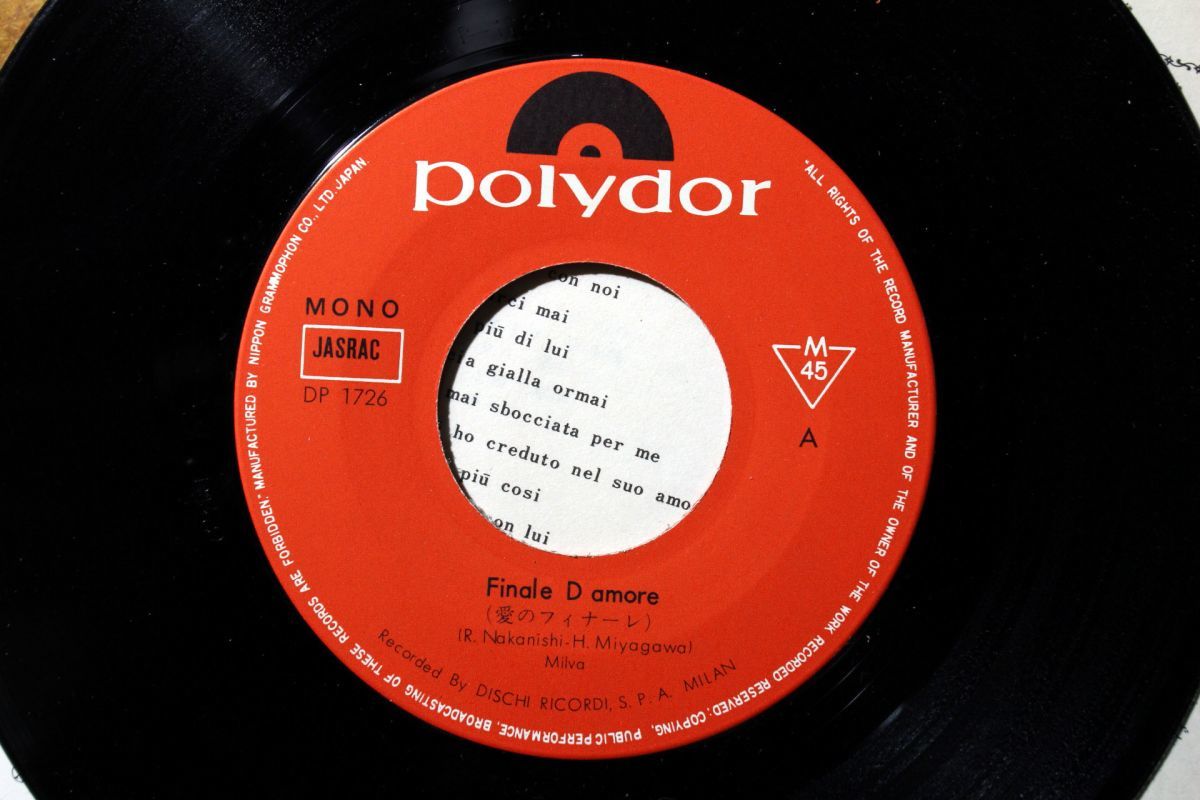 polydor
"ALL RIGHTS OF THE RECORD MANUFACTURER AND OF THE OWNER OF THE WORK RECORDED RESERVED: COPYING, PUBLIC PERFORMANCE, BROADCASTING OF THESE RECORDS ARE FORBIDDEN." MANUFACTURED BY NIPPON GRAMMOPHON CO., LTD. JAPAN.
MONO
JASRAC
DP 1726
M
45
A
con noi
mai
più di lui
gialla ormai
mai sbocciata per me
ho creduto nel suo amo
più cosi
on lui
Finale D amore
(愛のフィナーレ)
(R. Nakanishi-H. Miyagawa)
Milva
Recorded By DISCHI RICORDI, S. P. A. MILAN